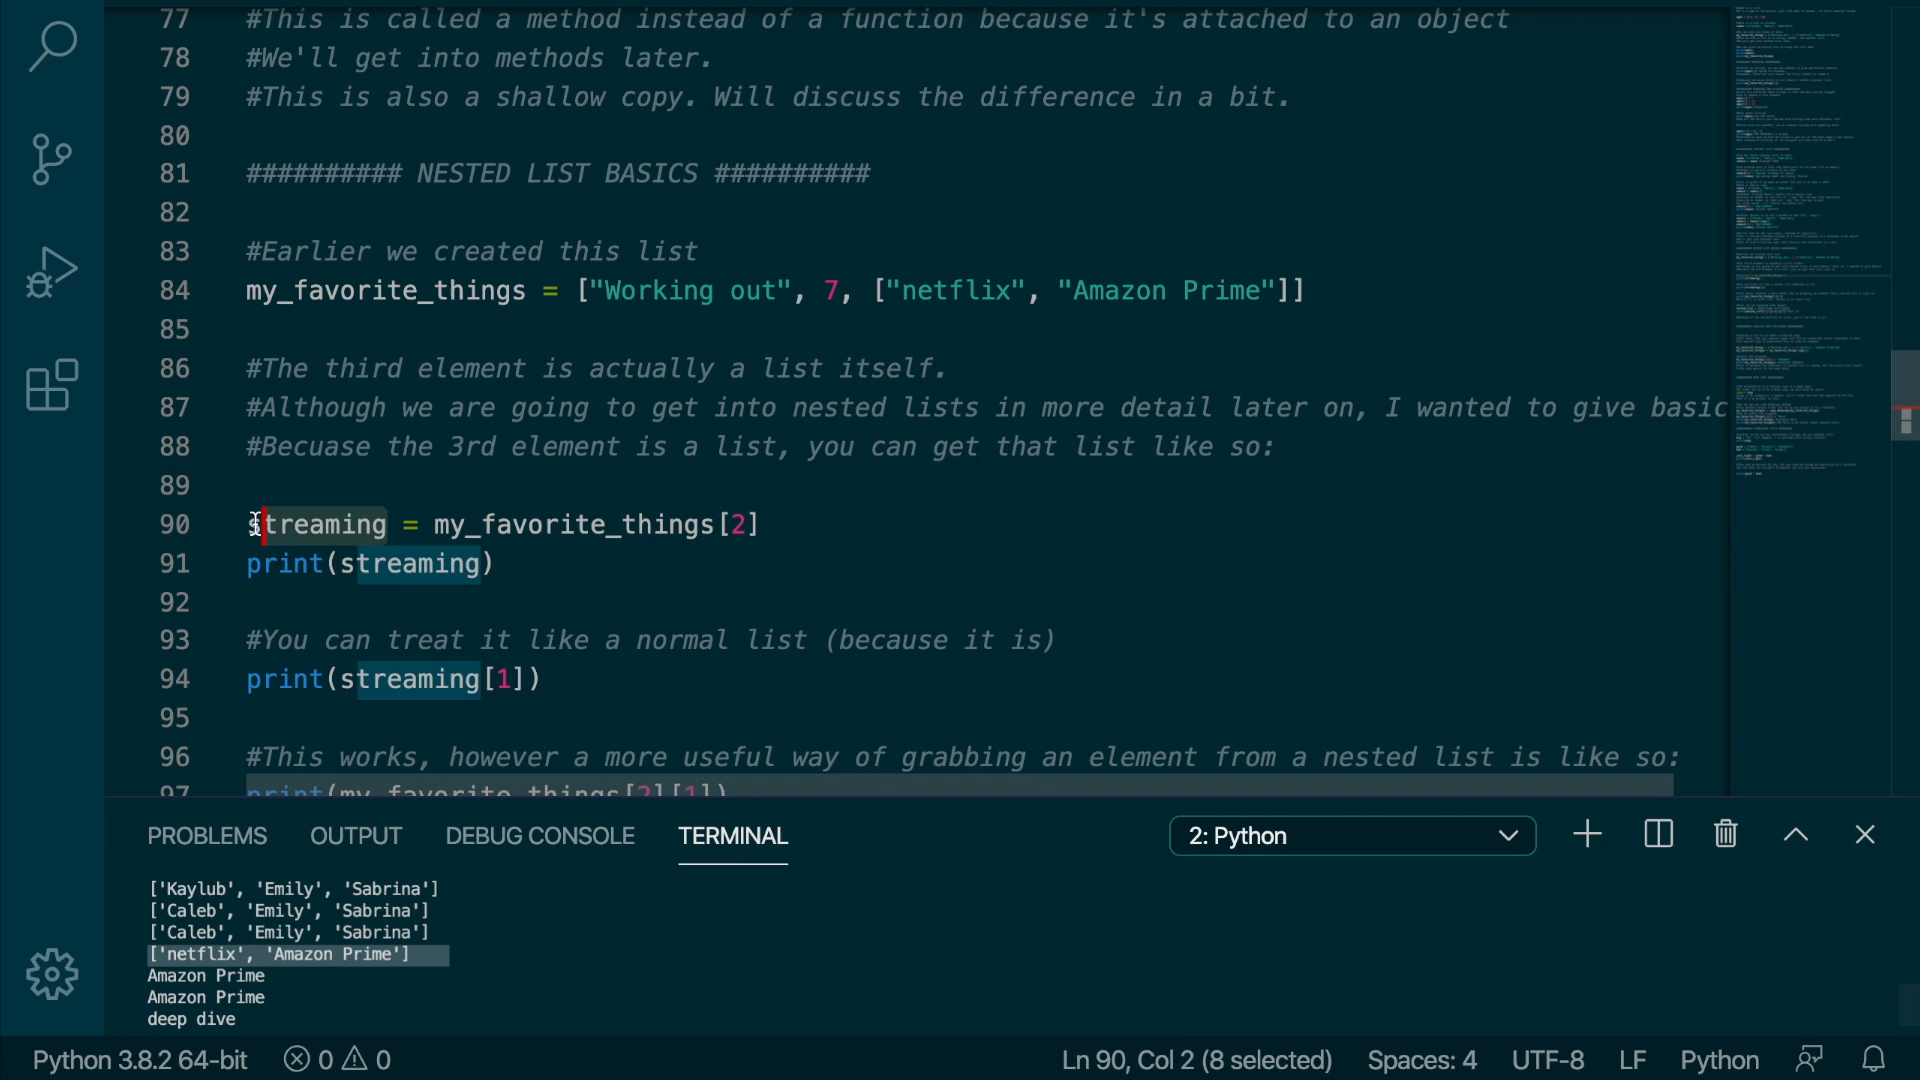 77 #This is called a method instead of a function because it's attached to an object
78 #We'll get into methods later.
79 #This is also a shallow copy. Will discuss the difference in a bit.
80
81 ########## NESTED LIST BASICS ##########
82
83 #Earlier we created this list
84 my_favorite_things = ["Working out", 7, ["netflix", "Amazon Prime"]]
85
86 #The third element is actually a list itself.
87 #Although we are going to get into nested lists in more detail later on, I wanted to give basic
88 #Becuase the 3rd element is a list, you can get that list like so:
89
90 streaming = my_favorite_things[2]
91 print(streaming)
92
93 #You can treat it like a normal list (because it is)
94 print(streaming[1])
95
96 #This works, however a more useful way of grabbing an element from a nested list is like so:
97 print(my_favorite_things[2][1])
PROBLEMS OUTPUT DEBUG CONSOLE TERMINAL 2: Python
['Kaylub', 'Emily', 'Sabrina']
['Caleb', 'Emily', 'Sabrina']
['Caleb', 'Emily', 'Sabrina']
['netflix', 'Amazon Prime']
Amazon Prime
Amazon Prime
deep dive
Python 3.8.2 64-bit 0 0 Ln 90, Col 2 (8 selected) Spaces: 4 UTF-8 LF Python